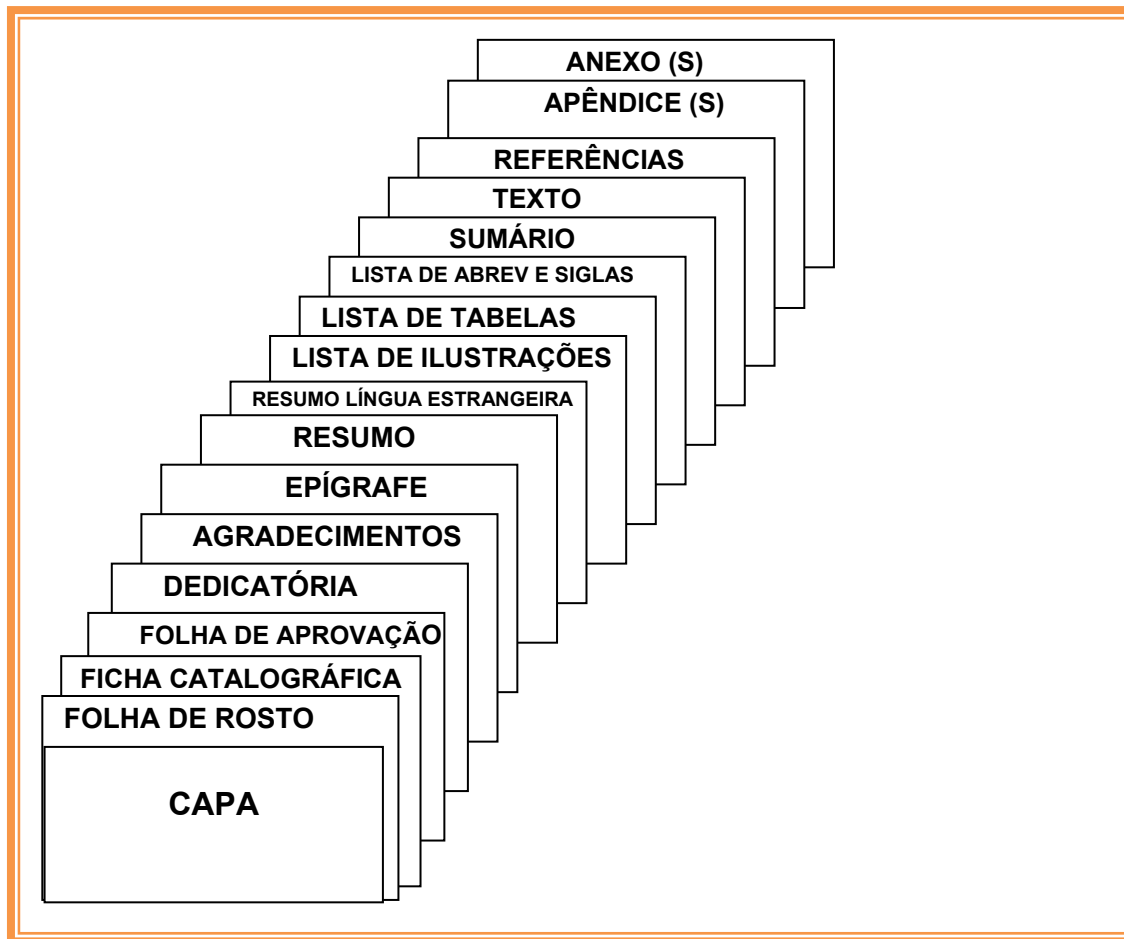 ANEXO (S)
APÊNDICE (S)
REFERÊNCIAS
TEXTO
SUMÁRIO
LISTA DE ABREV E SIGLAS
LISTA DE TABELAS
LISTA DE ILUSTRAÇÕES
RESUMO LÍNGUA ESTRANGEIRA
RESUMO
EPÍGRAFE
AGRADECIMENTOS
DEDICATÓRIA
FOLHA DE APROVAÇÃO
FICHA CATALOGRÁFICA
FOLHA DE ROSTO
CAPA